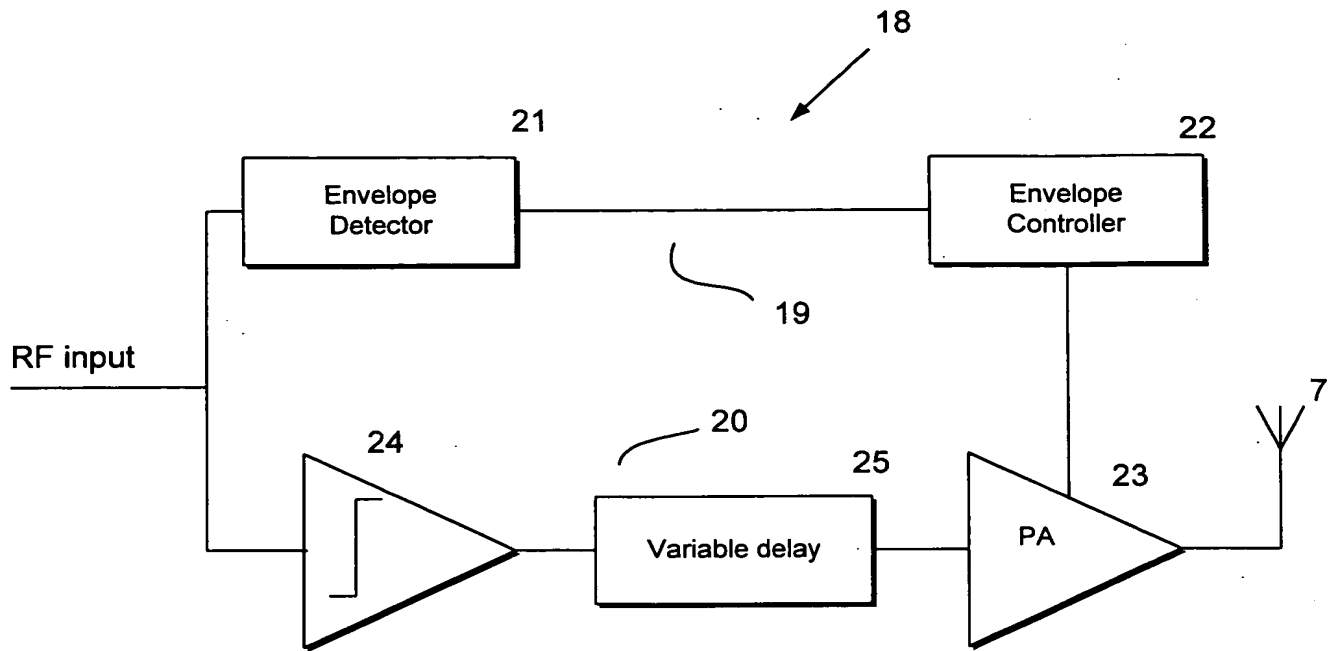 18
21
22
Envelope
Detector
Envelope
Controller
19
RF input
7
24
20
25
23
Variable delay
PA